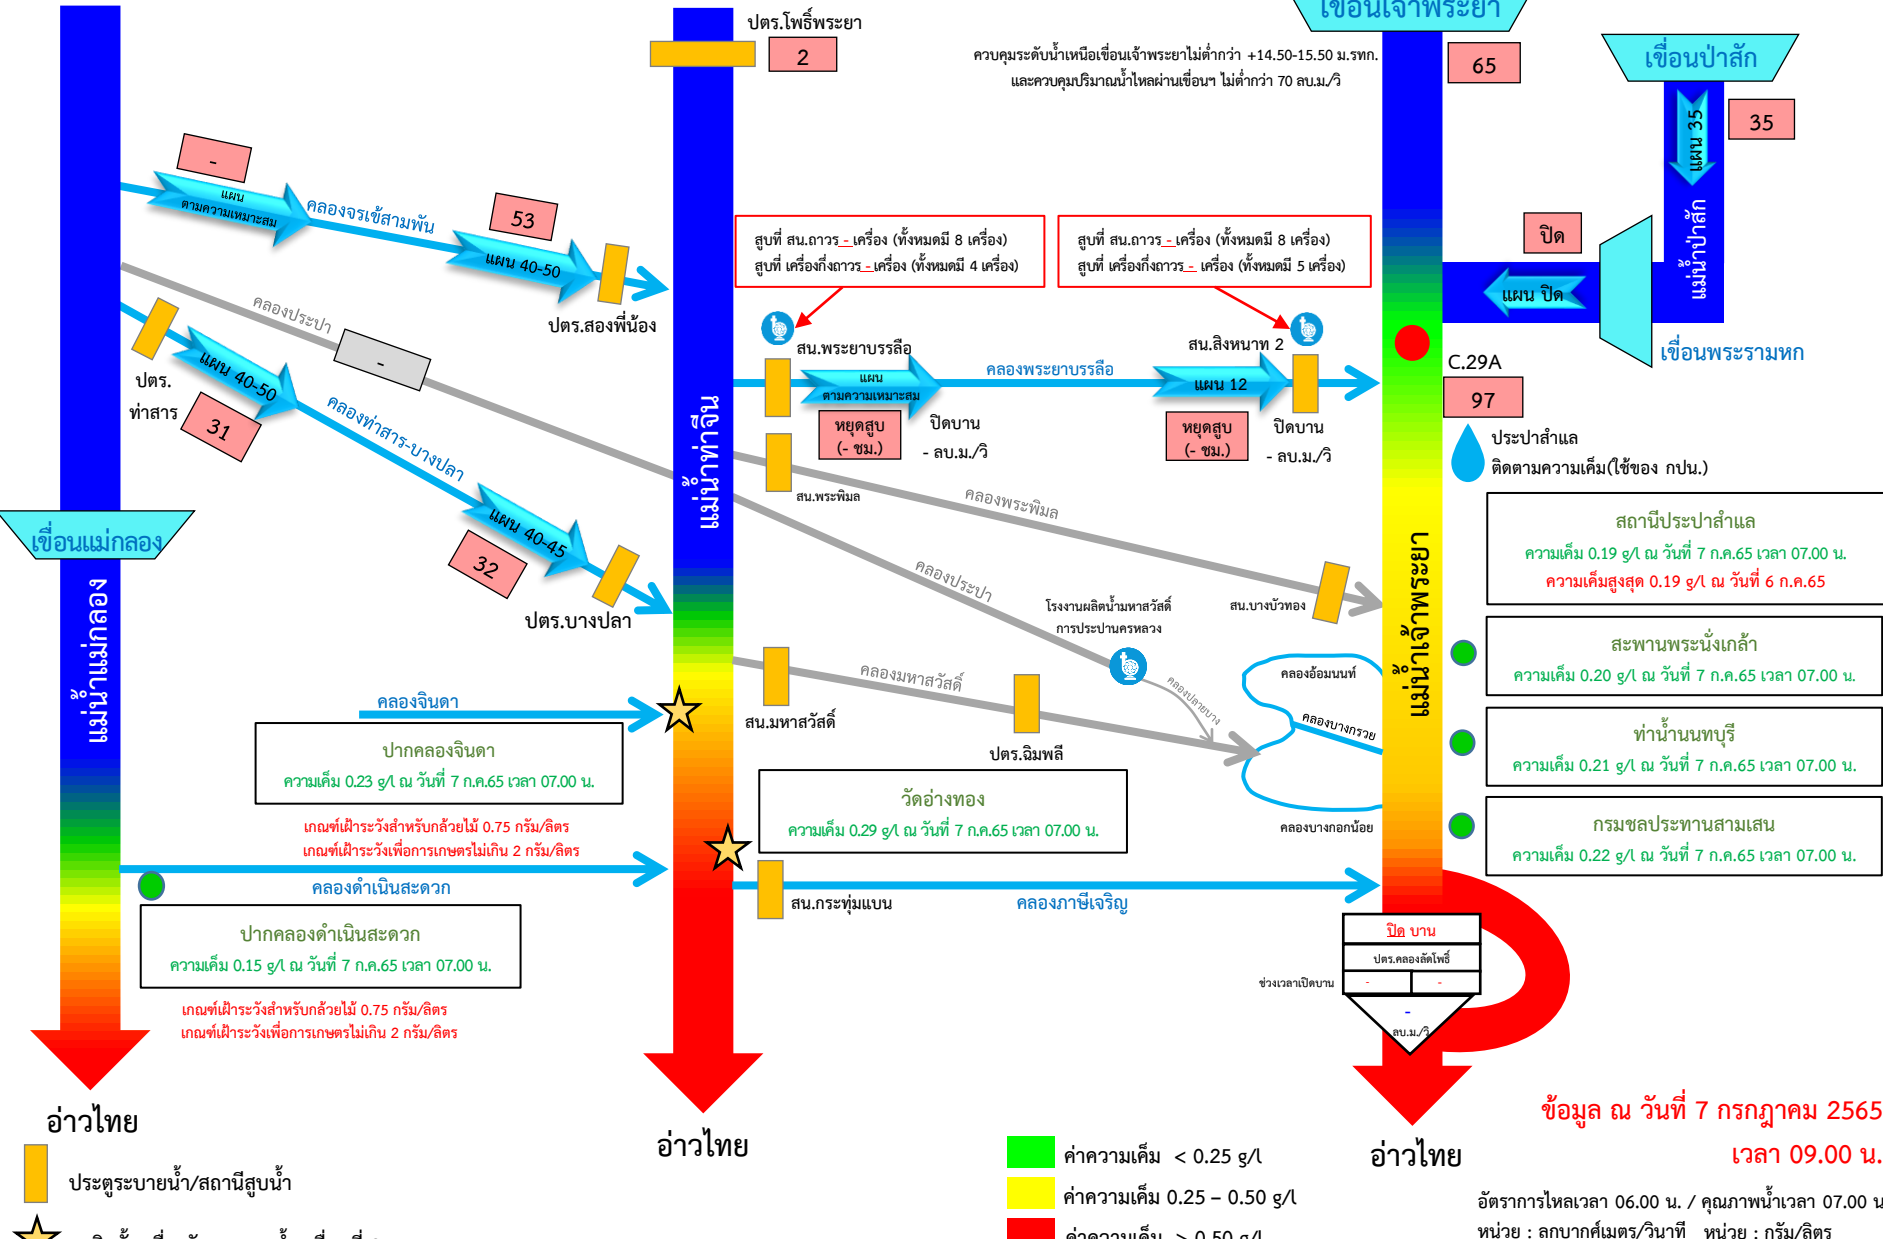 เขื่อนเจ้าพระยา
ปตร.โพธิ์พระยา
2
ควบคุมระดับน้ำเหนือเขื่อนเจ้าพระยาไม่ต่ำกว่า +14.50-15.50 ม.รทก.
และควบคุมปริมาณน้ำไหลผ่านเขื่อนฯ ไม่ต่ำกว่า 70 ลบ.ม./วิ
65
เขื่อนป่าสัก
แผน 35
35
แม่น้ำป่าสัก
-
แผน
ตามความเหมาะสม
คลองจรเข้สามพัน
53
แผน 40-50
ปตร.สองพี่น้อง
สูบที่ สน.ถาวร - เครื่อง (ทั้งหมดมี 8 เครื่อง)
สูบที่ เครื่องกึ่งถาวร - เครื่อง (ทั้งหมดมี 4 เครื่อง)
สูบที่ สน.ถาวร - เครื่อง (ทั้งหมดมี 8 เครื่อง)
สูบที่ เครื่องกึ่งถาวร - เครื่อง (ทั้งหมดมี 5 เครื่อง)
ปิด
แผน ปิด
เขื่อนพระรามหก
คลองประปา
-
ปตร.
ท่าสาร
แผน 40-50
31
คลองท่าสาร-บางปลา
แผน 40-45
32
ปตร.บางปลา
แม่น้ำท่าจีน
สน.พระยาบรรลือ
แผน
ตามความเหมาะสม
หยุดสูบ
(- ชม.)
ปิดบาน
- ลบ.ม./วิ
คลองพระยาบรรลือ
สน.สิงหนาท 2
แผน 12
หยุดสูบ
(- ชม.)
ปิดบาน
- ลบ.ม./วิ
C.29A
97
ประปาสำแล
ติดตามความเค็ม(ใช้ของ กปน.)
สน.พระพิมล
คลองพระพิมล
สน.บางบัวทอง
คลองประปา
โรงงานผลิตน้ำมหาสวัสดิ์
การประปานครหลวง
คลองปลายบาง
สถานีประปาสำแล
ความเค็ม 0.19 g/l ณ วันที่ 7 ก.ค.65 เวลา 07.00 น.
ความเค็มสูงสุด 0.19 g/l ณ วันที่ 6 ก.ค.65
สะพานพระนั่งเกล้า
ความเค็ม 0.20 g/l ณ วันที่ 7 ก.ค.65 เวลา 07.00 น.
ท่าน้ำนนทบุรี
ความเค็ม 0.21 g/l ณ วันที่ 7 ก.ค.65 เวลา 07.00 น.
กรมชลประทานสามเสน
ความเค็ม 0.22 g/l ณ วันที่ 7 ก.ค.65 เวลา 07.00 น.
แม่น้ำเจ้าพระยา
คลองอ้อมนนท์
คลองบางกรวย
คลองบางกอกน้อย
เขื่อนแม่กลอง
แม่น้ำแม่กลอง
คลองมหาสวัสดิ์
สน.มหาสวัสดิ์
ปตร.ฉิมพลี
คลองจินดา
ปากคลองจินดา
ความเค็ม 0.23 g/l ณ วันที่ 7 ก.ค.65 เวลา 07.00 น.
เกณฑ์เฝ้าระวังสำหรับกล้วยไม้ 0.75 กรัม/ลิตร
เกณฑ์เฝ้าระวังเพื่อการเกษตรไม่เกิน 2 กรัม/ลิตร
วัดอ่างทอง
ความเค็ม 0.29 g/l ณ วันที่ 7 ก.ค.65 เวลา 07.00 น.
คลองดำเนินสะดวก
ปากคลองดำเนินสะดวก
ความเค็ม 0.15 g/l ณ วันที่ 7 ก.ค.65 เวลา 07.00 น.
เกณฑ์เฝ้าระวังสำหรับกล้วยไม้ 0.75 กรัม/ลิตร
เกณฑ์เฝ้าระวังเพื่อการเกษตรไม่เกิน 2 กรัม/ลิตร
สน.กระทุ่มแบน
คลองภาษีเจริญ
ปิด บาน
ปตร.คลองลัดโพธิ์
ช่วงเวลาเปิดบาน
-
-
-
ลบ.ม./วิ
อ่าวไทย
อ่าวไทย
อ่าวไทย
ข้อมูล ณ วันที่ 7 กรกฎาคม 2565
เวลา 09.00 น.
อัตราการไหลเวลา 06.00 น. / คุณภาพน้ำเวลา 07.00 น
หน่วย : ลูกบาศก์เมตร/วินาที หน่วย : กรัม/ลิตร
ประตูระบายน้ำ/สถานีสูบน้ำ
ค่าความเค็ม < 0.25 g/l
ค่าความเค็ม 0.25 – 0.50 g/l
ค่าความเค็ม > 0.50 g/l